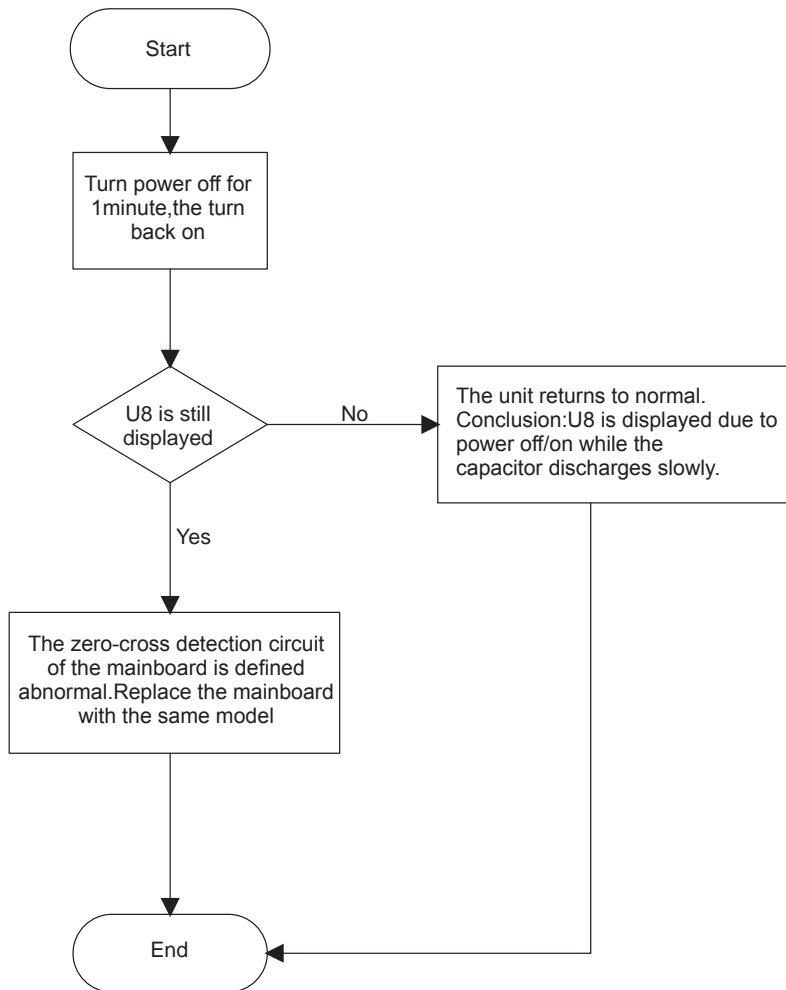 Start
Turn power off for
1minute,the turn
back on
U8 is still
displayed
No
The unit returns to normal.
Conclusion:U8 is displayed due to
power off/on while the
capacitor discharges slowly.
Yes
The zero-cross detection circuit
of the mainboard is defined
abnormal.Replace the mainboard
with the same model
End